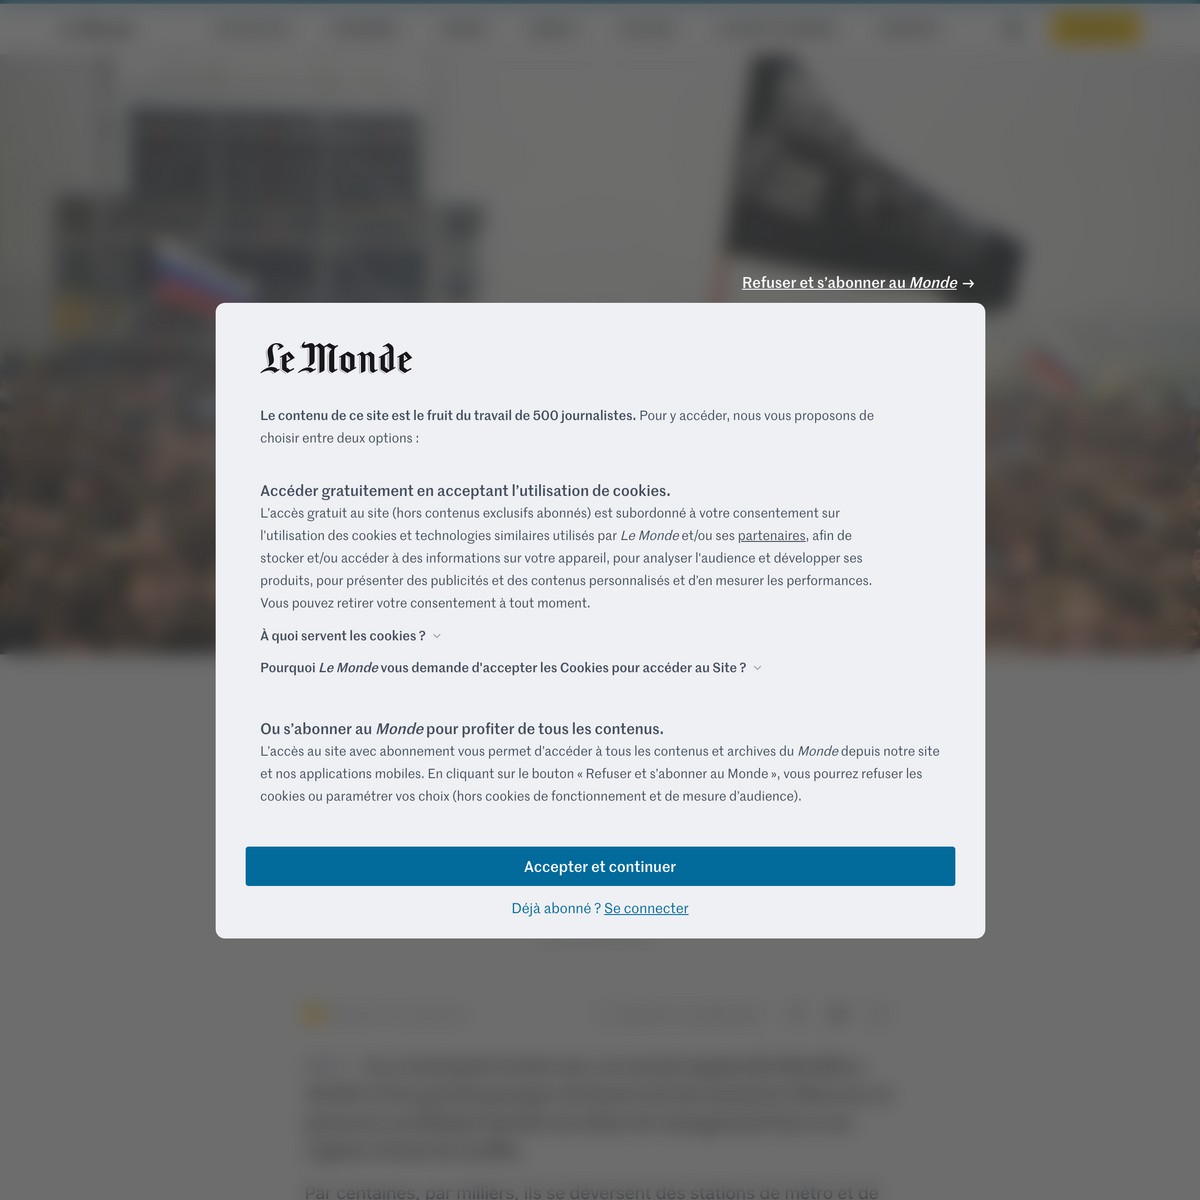 Refuser et s’abonner au Monde →
Le Monde
Le contenu de ce site est le fruit du travail de 500 journalistes. Pour y accéder, nous vous proposons de
choisir entre deux options :
Accéder gratuitement en acceptant l’utilisation de cookies.
L’accès gratuit au site (hors contenus exclusifs abonnés) est subordonné à votre consentement sur
l’utilisation des cookies et technologies similaires utilisés par Le Monde et/ou ses partenaires, afin de
stocker et/ou accéder à des informations sur votre appareil, pour analyser l’audience et développer ses
produits, pour présenter des publicités et des contenus personnalisés et d’en mesurer les performances.
Vous pouvez retirer votre consentement à tout moment.
À quoi servent les cookies ?
Pourquoi Le Monde vous demande d’accepter les Cookies pour accéder au Site ?
Ou s’abonner au Monde pour profiter de tous les contenus.
L’accès au site avec abonnement vous permet d’accéder à tous les contenus et archives du Monde depuis notre site
et nos applications mobiles. En cliquant sur le bouton « Refuser et s’abonner au Monde », vous pourrez refuser les
cookies ou paramétrer vos choix (hors cookies de fonctionnement et de mesure d’audience).
Accepter et continuer
Déjà abonné ? Se connecter
Par centaines, par milliers, ils se déversent des stations de métro et de